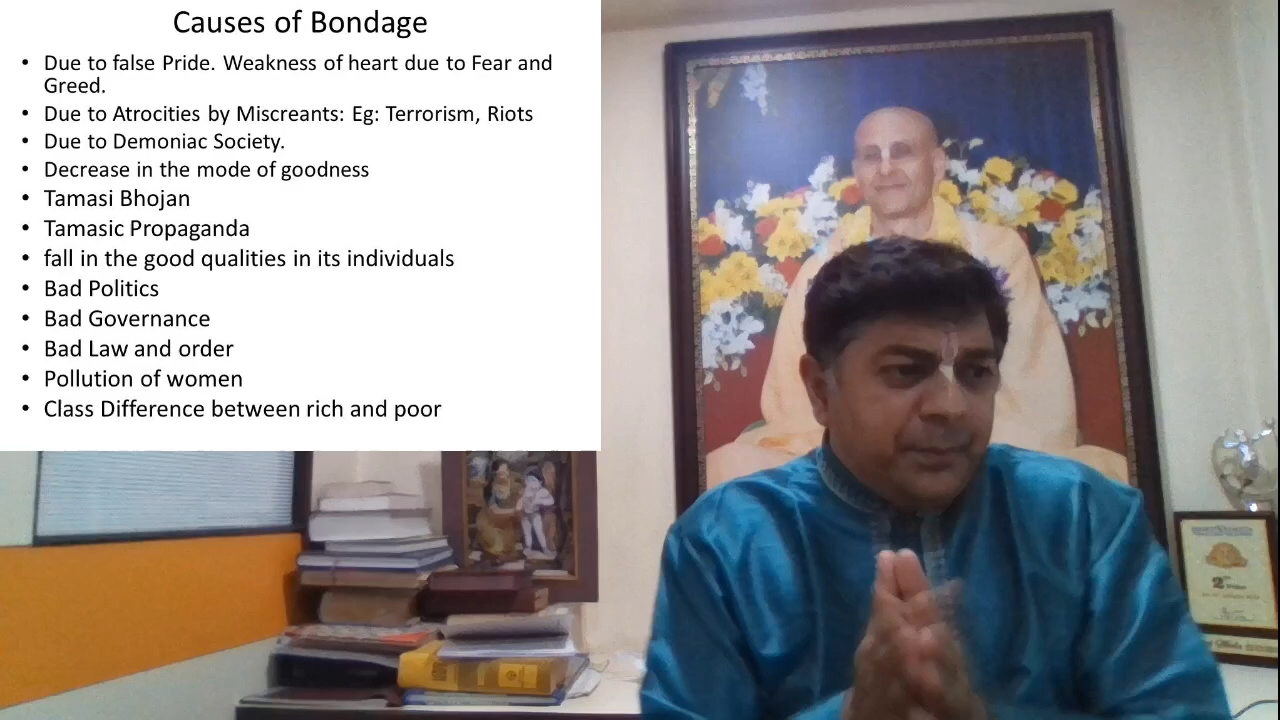 Causes of Bondage
• Due to false Pride. Weakness of heart due to Fear and
Greed.
• Due to Atrocities by Miscreants: Eg: Terrorism, Riots
• Due to Demoniac Society.
• Decrease in the mode of goodness
• Tamasi Bhojan
• Tamasic Propaganda
• fall in the good qualities in its individuals
• Bad Politics
• Bad Governance
• Bad Law and order
• Pollution of women
• Class Difference between rich and poor
2